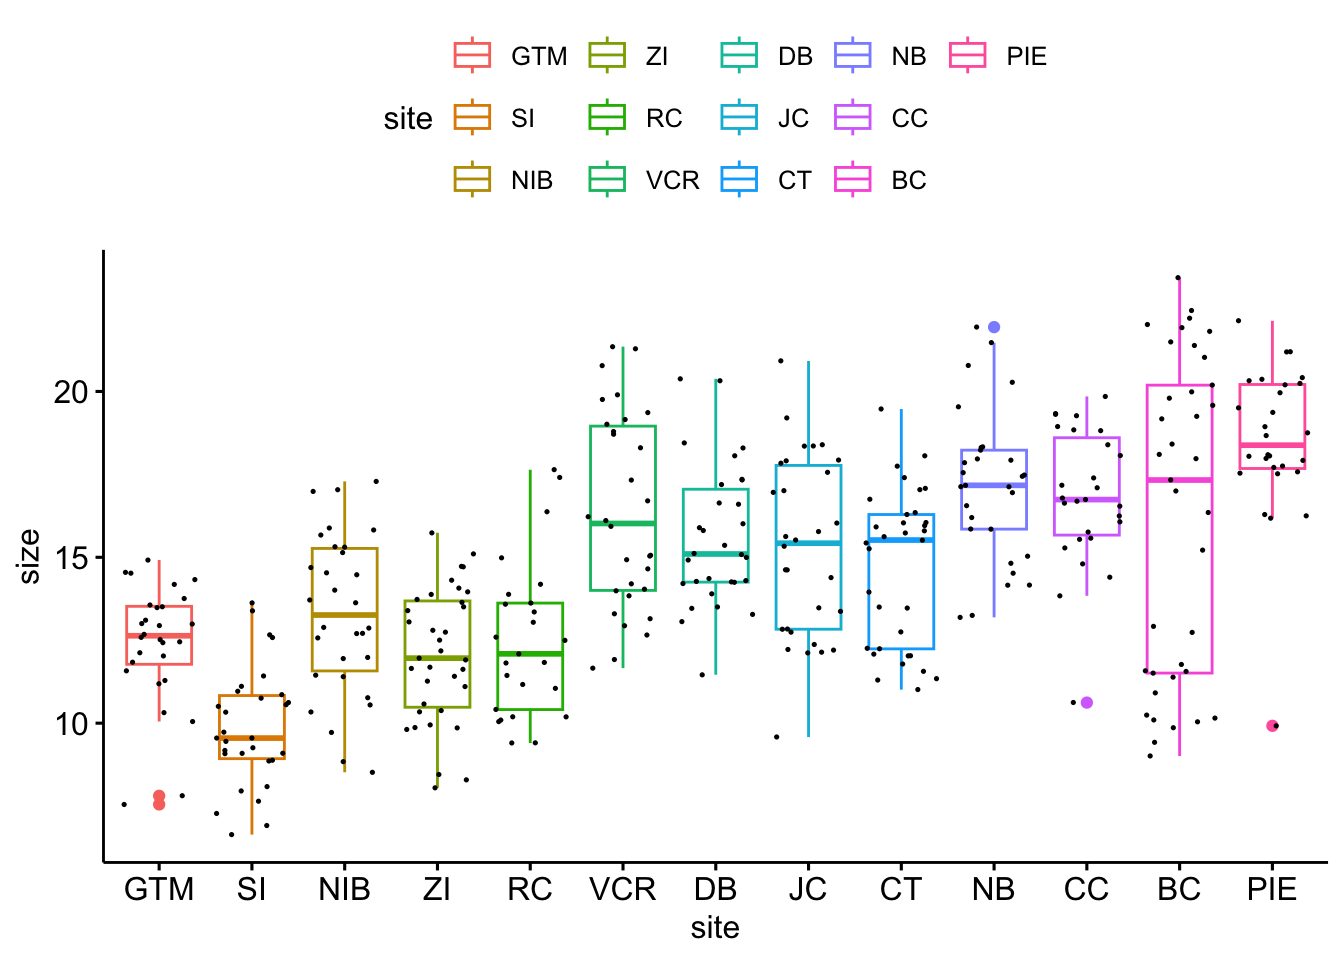 GTM ZI DB NB PIE
site SI RC JC CC
NIB VCR CT BC
size
20
15
10
GTM SI NIB ZI RC VCR DB JC CT NB CC BC PIE
site